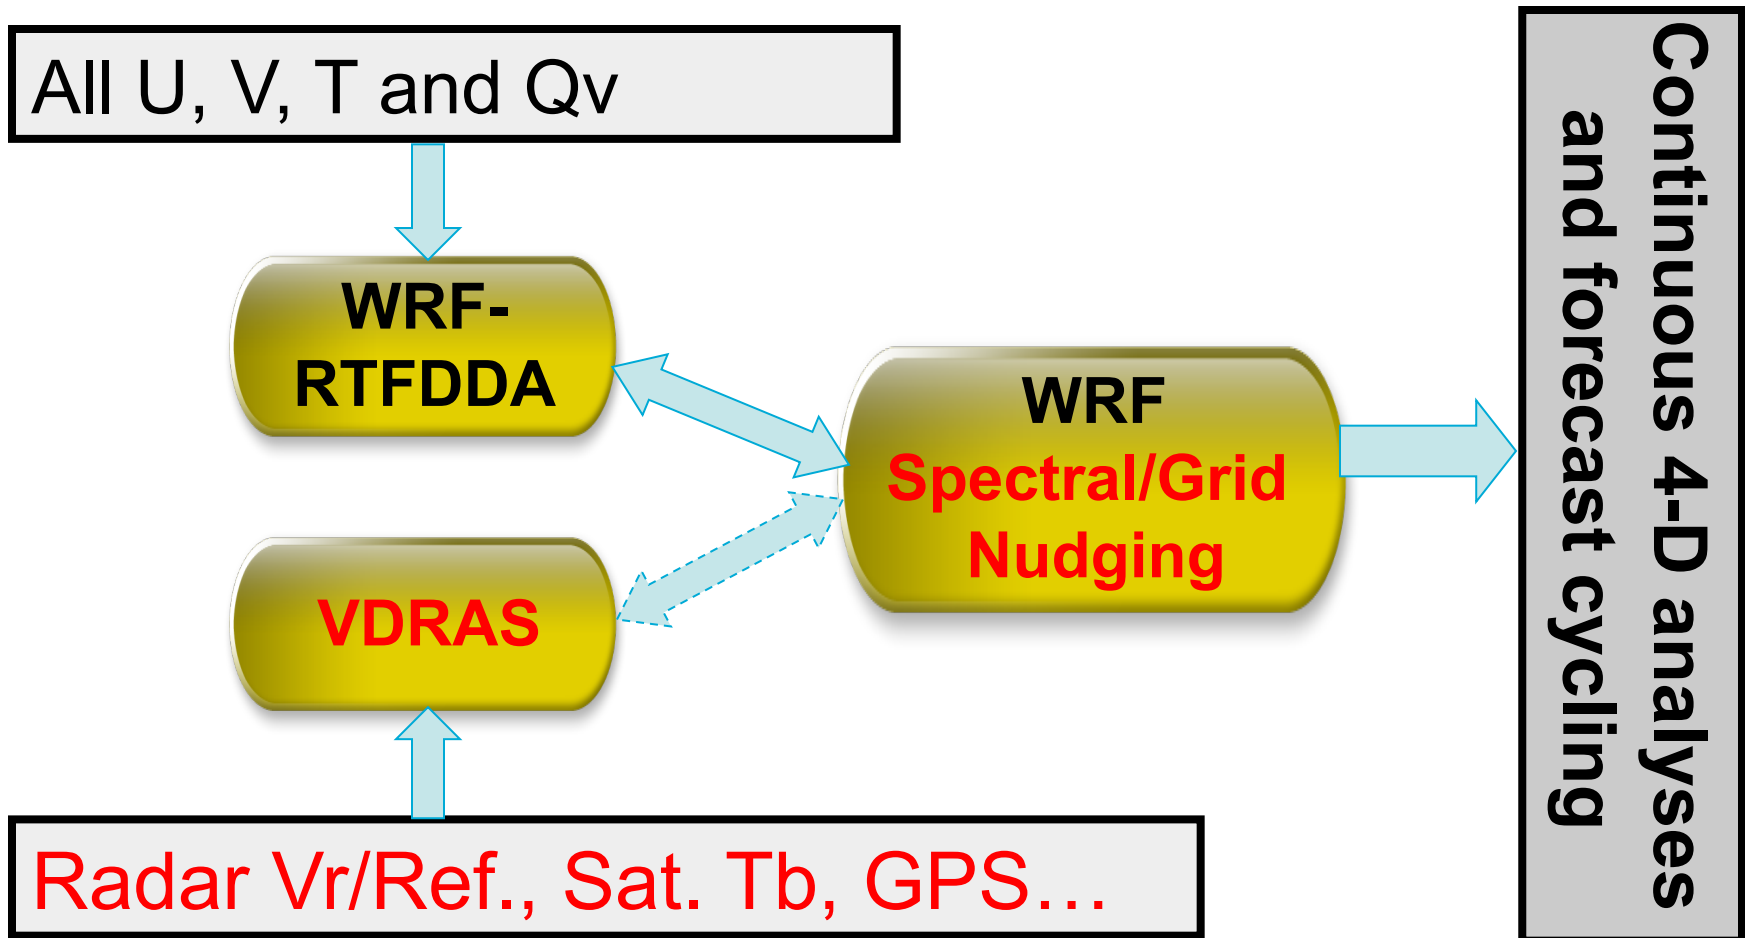 All U, V, T and Qv
WRF-
RTFDDA
WRF
Spectral/Grid
Nudging
VDRAS
Radar Vr/Ref., Sat. Tb, GPS…
Continuous 4-D analyses
and forecast cycling